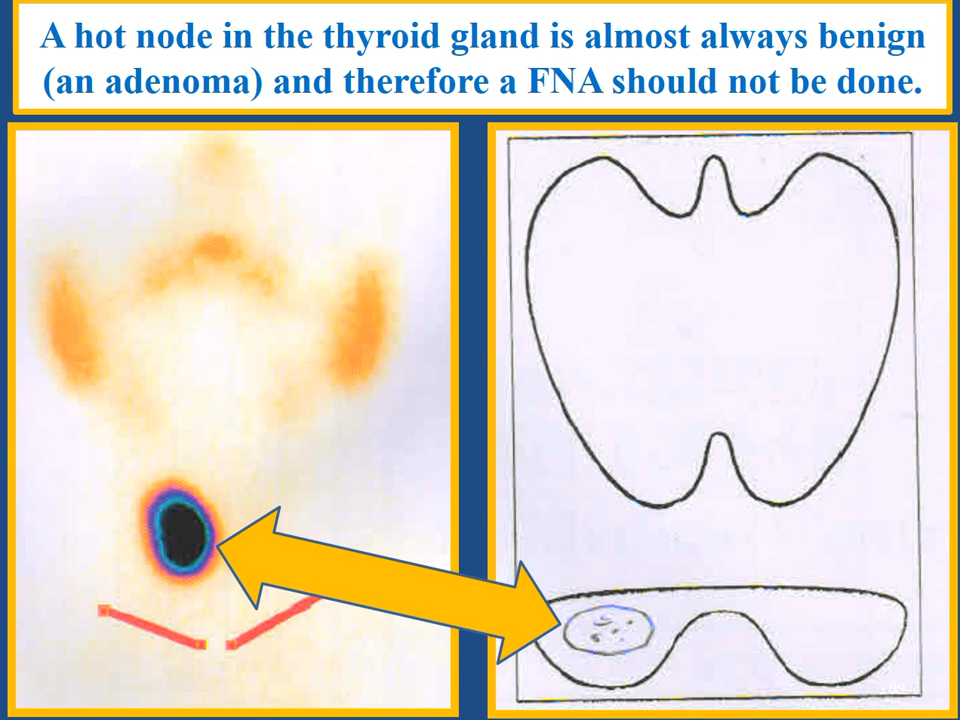 A hot node in the thyroid gland is almost always benign
(an adenoma) and therefore a FNA should not be done.